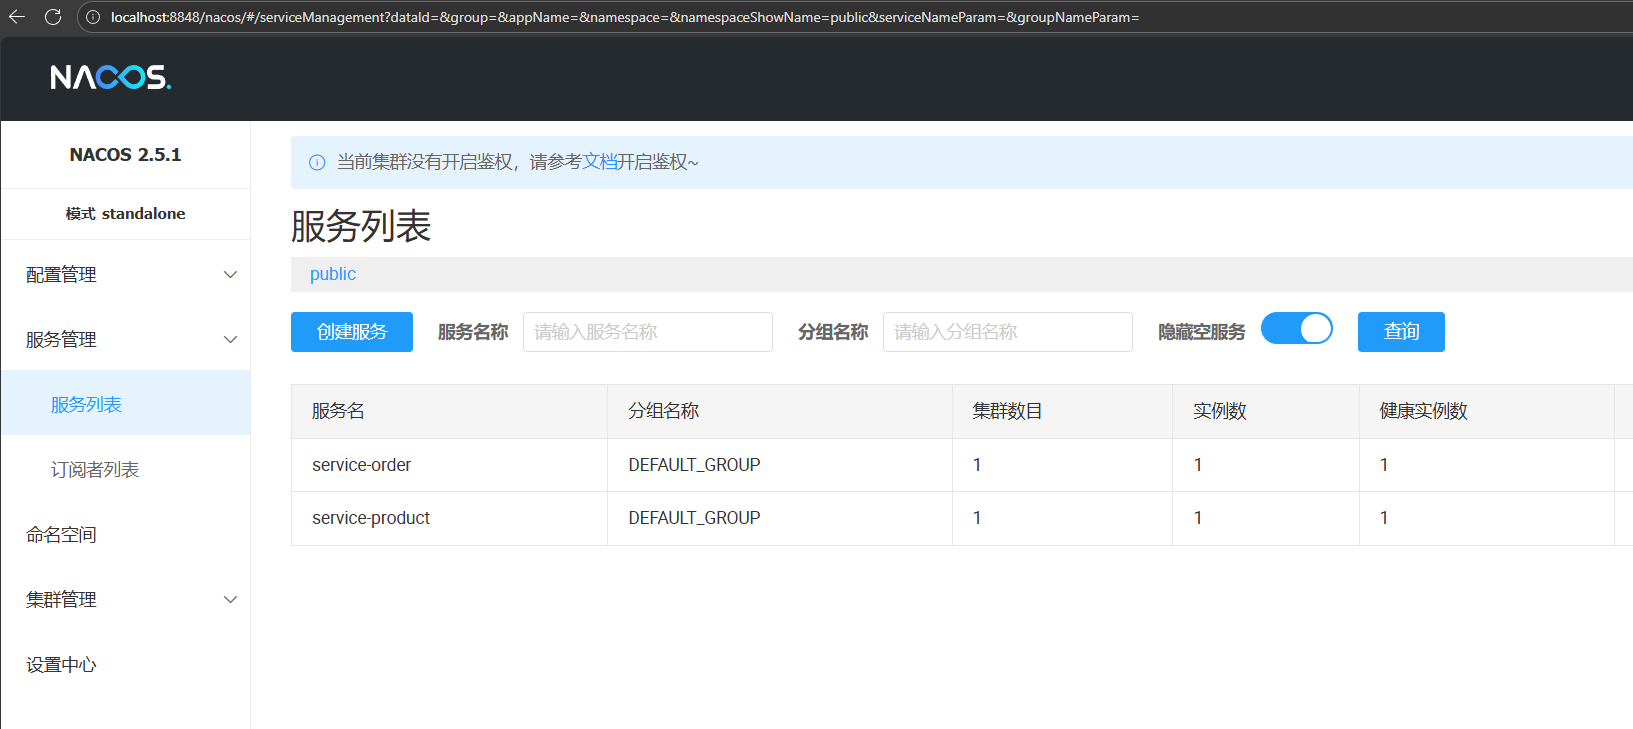 localhost:8848/nacos/#/serviceManagement?dataId=&group=&appName=&namespace=&namespaceShowName=public&serviceNameParam=&groupNameParam=
NACOS.
NACOS 2.5.1
模式 standalone
配置管理
服务管理
服务列表
订阅者列表
命名空间
集群管理
设置中心
当前集群没有开启鉴权，请参考文档开启鉴权~
服务列表
public
创建服务 服务名称 请输入服务名称 分组名称 请输入分组名称 隐藏空服务 查询
服务名 分组名称 集群数目 实例数 健康实例数
service-order DEFAULT_GROUP 1 1 1
service-product DEFAULT_GROUP 1 1 1